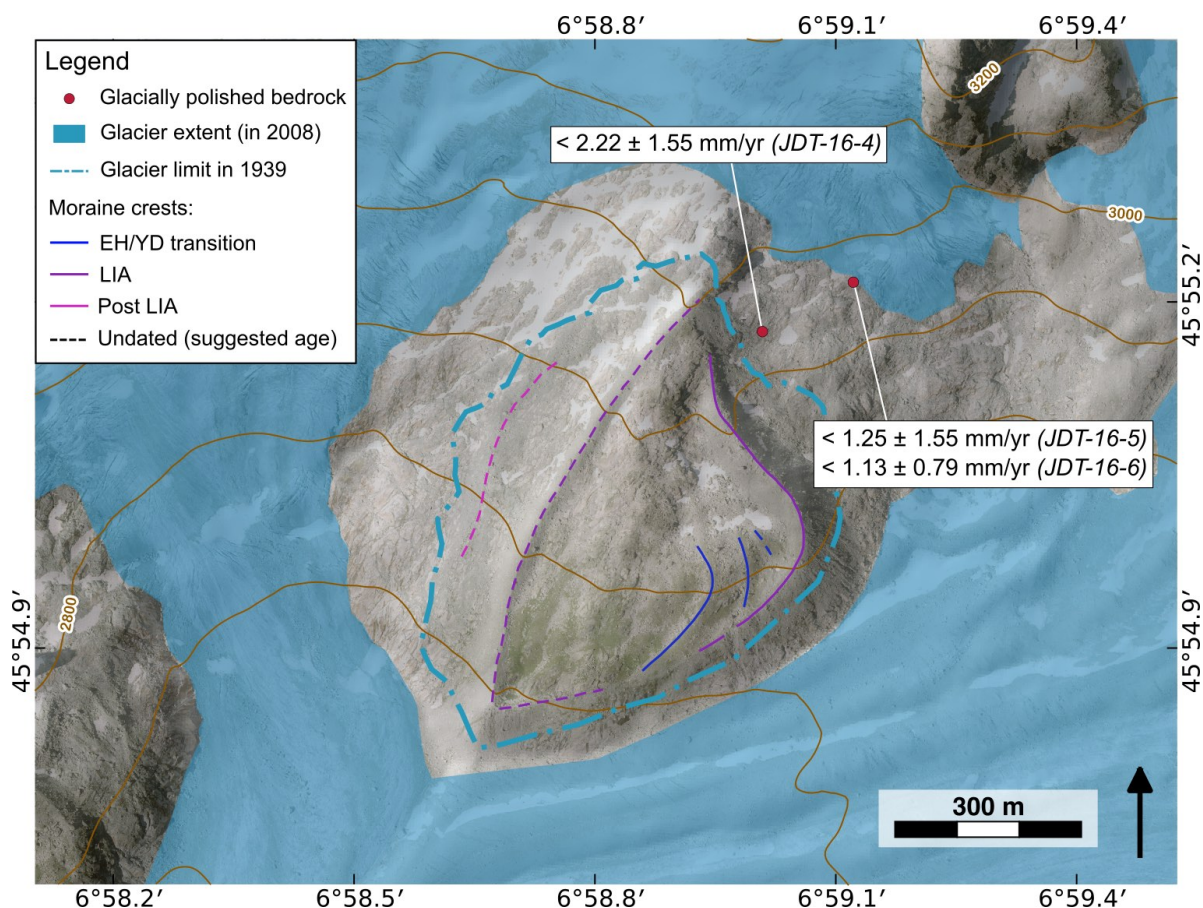 6°58.8′ 6°59.1′ 6°59.4′
Legend
Glacially polished bedrock
Glacier extent (in 2008)
Glacier limit in 1939
Moraine crests:
EH/YD transition
LIA
Post LIA
Undated (suggested age)
3200
< 2.22 ± 1.55 mm/yr (JDT-16-4)
3000
45°55.2′
< 1.25 ± 1.55 mm/yr (JDT-16-5)
< 1.13 ± 0.79 mm/yr (JDT-16-6)
2800
45°54.9′
45°54.9′
300 m
6°58.2′ 6°58.5′ 6°58.8′ 6°59.1′ 6°59.4′